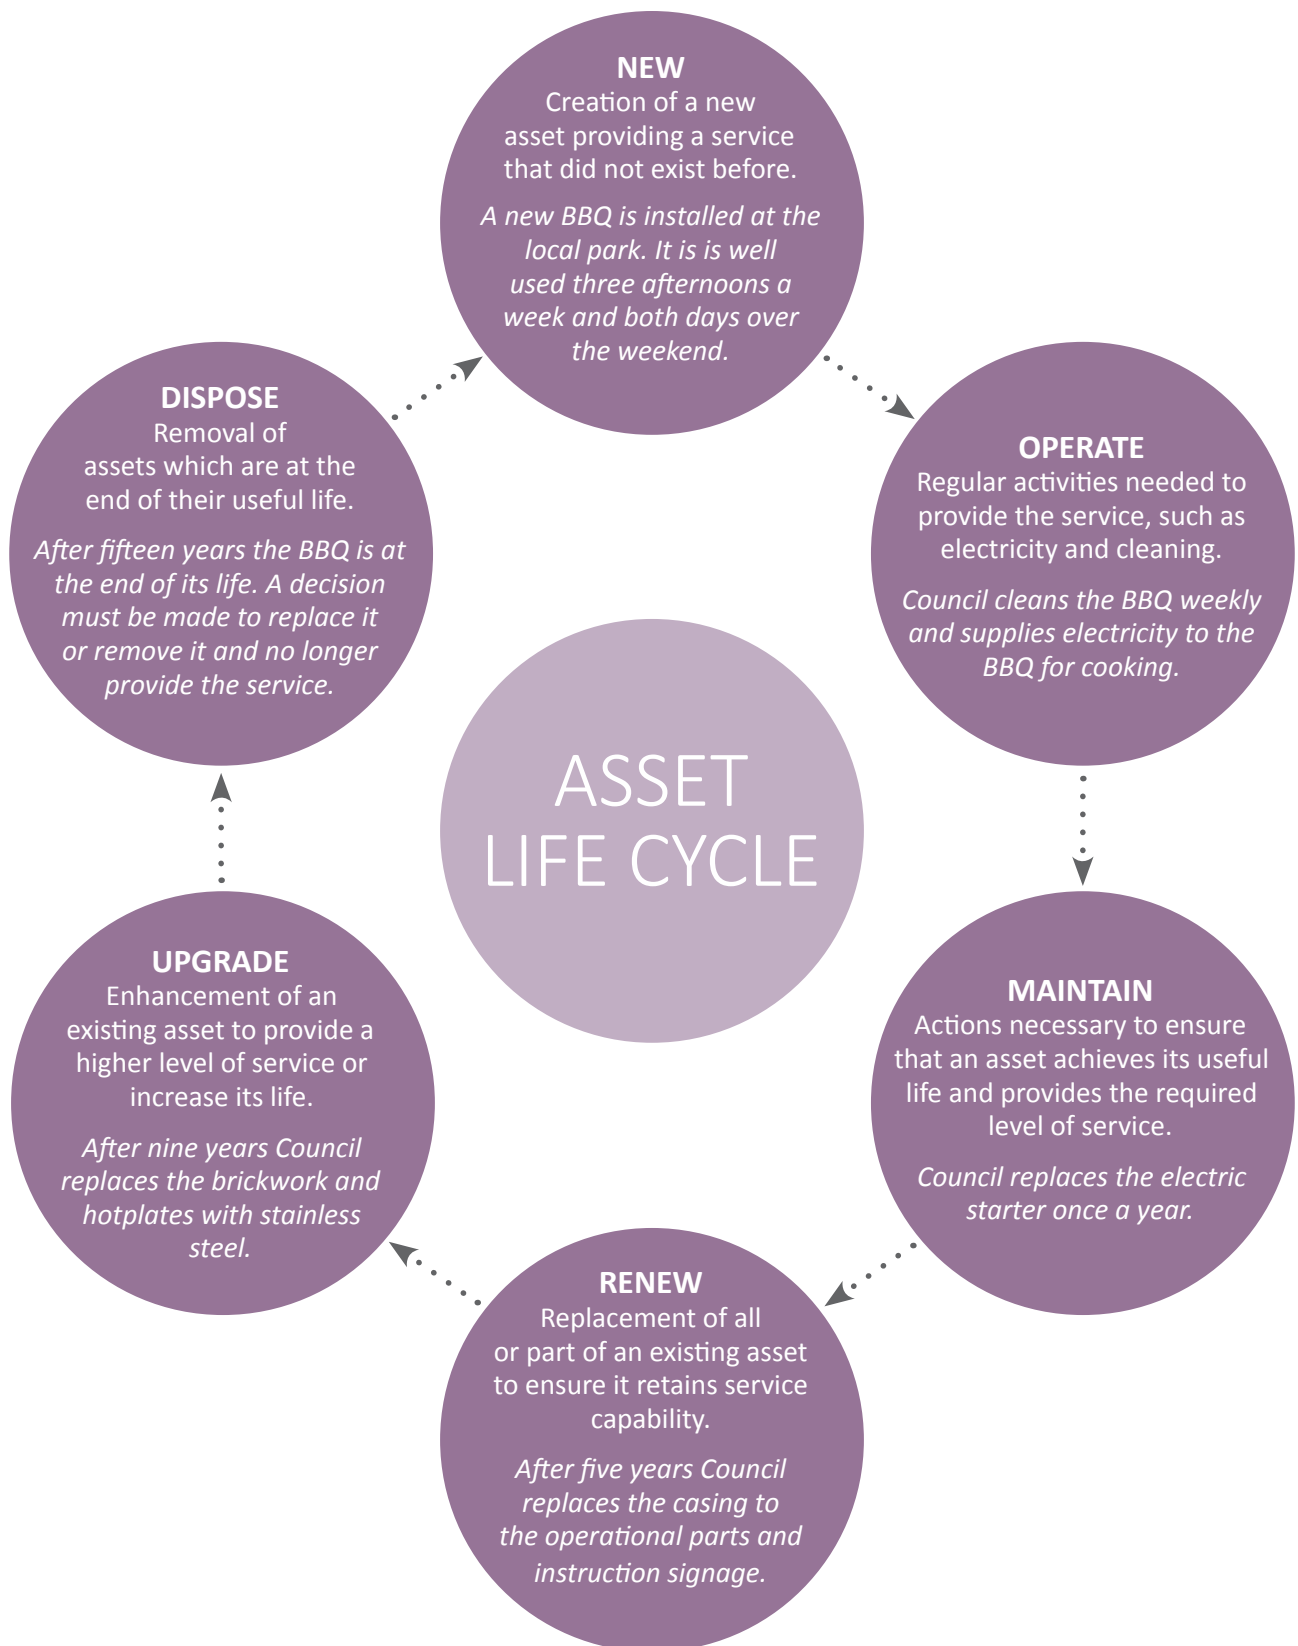 NEW
Creation of a new
asset providing a service
that did not exist before.
A new BBQ is installed at the
local park. It is is well
used three afternoons a
week and both days over
the weekend.
OPERATE
Regular activities needed to
provide the service, such as
electricity and cleaning.
Council cleans the BBQ weekly
and supplies electricity to the
BBQ for cooking.
MAINTAIN
Actions necessary to ensure
that an asset achieves its useful
life and provides the required
level of service.
Council replaces the electric
starter once a year.
RENEW
Replacement of all
or part of an existing asset
to ensure it retains service
capability.
After five years Council
replaces the casing to
the operational parts and
instruction signage.
UPGRADE
Enhancement of an
existing asset to provide a
higher level of service or
increase its life.
After nine years Council
replaces the brickwork and
hotplates with stainless
steel.
DISPOSE
Removal of
assets which are at the
end of their useful life.
After fifteen years the BBQ is at
the end of its life. A decision
must be made to replace it
or remove it and no longer
provide the service.
ASSET
LIFE CYCLE